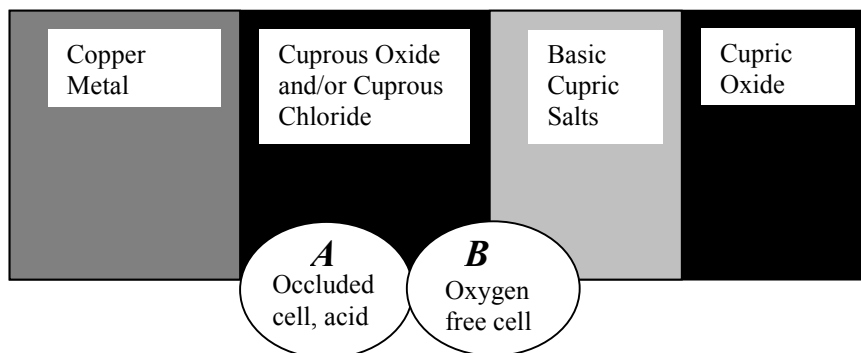 Copper
Metal
Cuprous Oxide
and/or Cuprous
Chloride
Basic
Cupric
Salts
Cupric
Oxide
A
Occluded
cell, acid
B
Oxygen
free cell